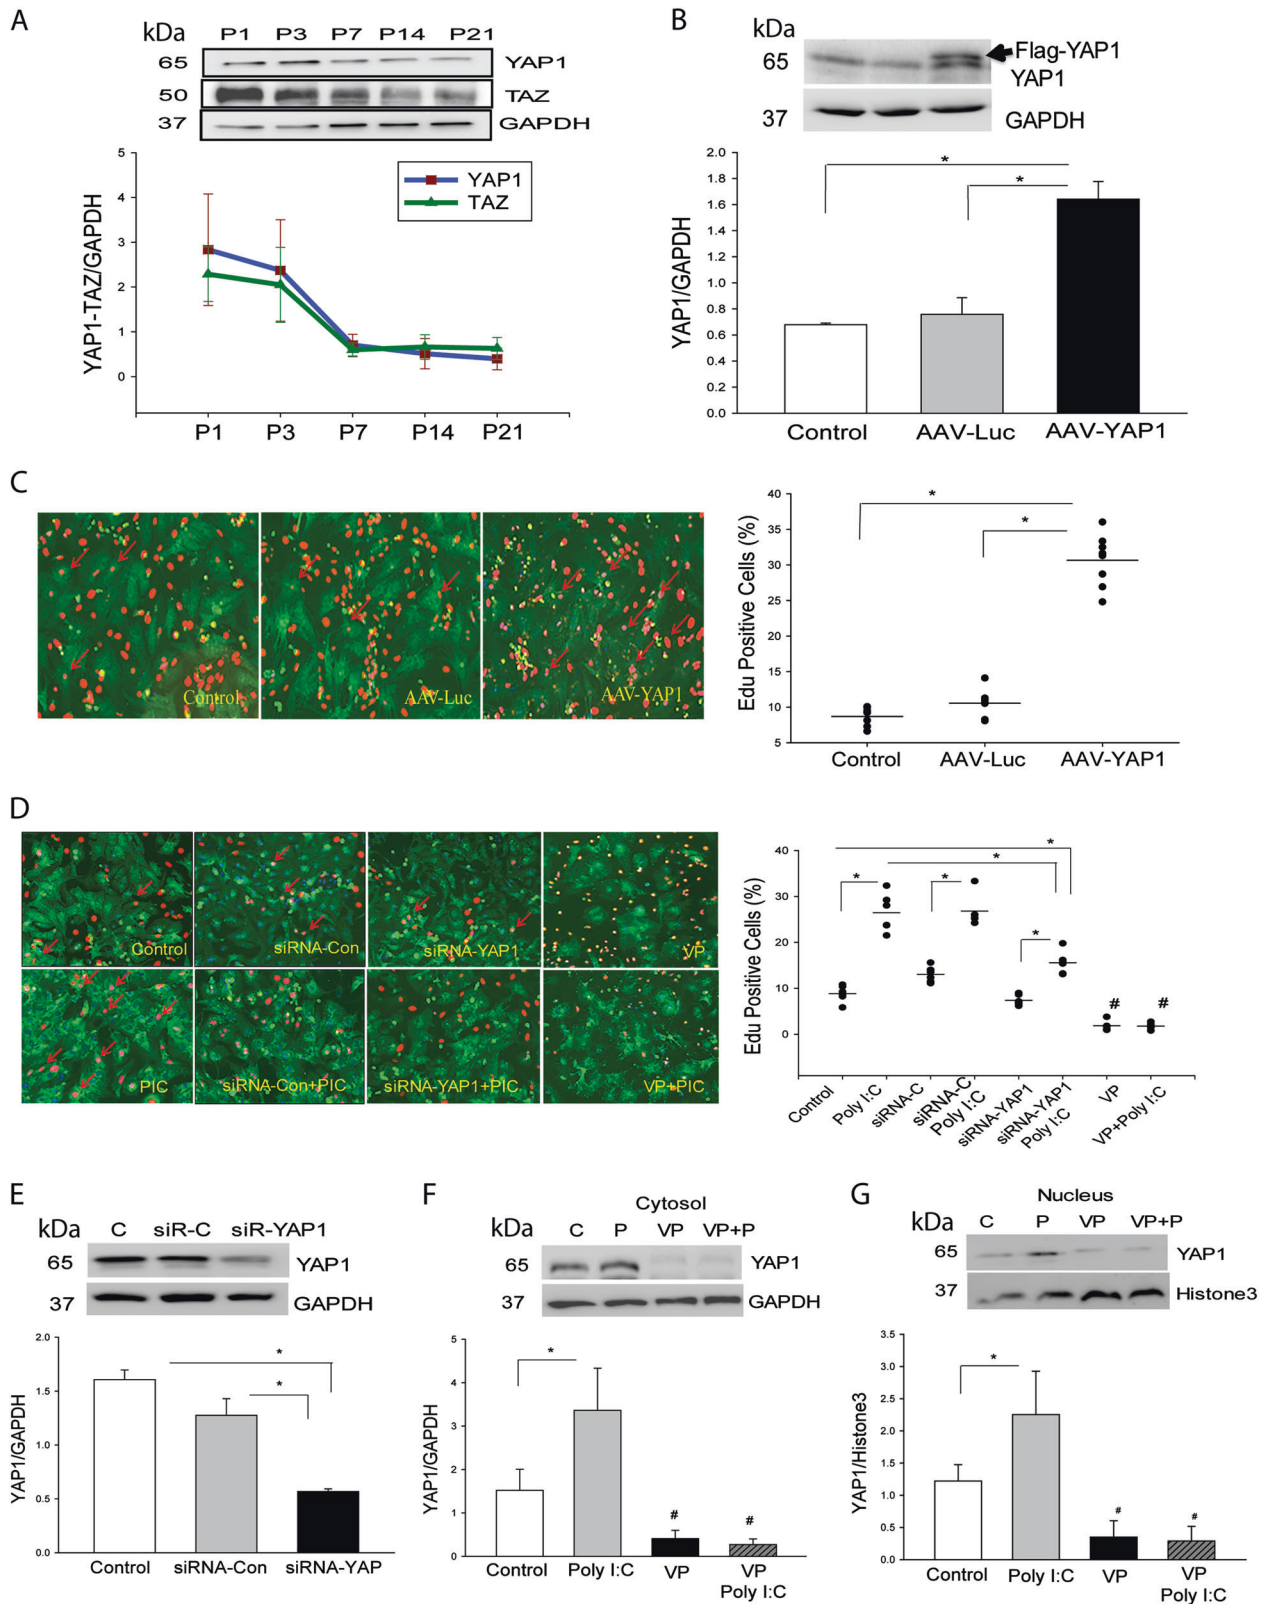 A
kDa P1 P3 P7 P14 P21
65 YAP1
50 TAZ
37 GAPDH
5
4
3
2
1
0
YAP1-TAZ/GAPDH
YAP1
TAZ
P1 P3 P7 P14 P21
B
kDa
65 Flag-YAP1
YAP1
37 GAPDH
2.0
1.8
1.6
1.4
1.2
1.0
0.8
0.6
0.4
0.2
0.0
YAP1/GAPDH
* *
Control AAV-Luc AAV-YAP1
C
Control AAV-Luc AAV-YAP1
40
35
30
25
20
15
10
5
Edu Positive Cells (%)
* *
Control AAV-Luc AAV-YAP1
D
Control siRNA-Con siRNA-YAP1 VP
PIC siRNA-Con+PIC siRNA-YAP1+PIC VP+PIC
40
30
20
10
0
Edu Positive Cells (%)
* * * * *
# #
Control
Poly I:C
siRNA-C
siRNA-C
Poly I:C
siRNA-YAP1
siRNA-YAP1
Poly I:C
VP
VP+Poly I:C
E
kDa C siR-C siR-YAP1
65 YAP1
37 GAPDH
2.0
1.5
1.0
0.5
0.0
YAP1/GAPDH
* *
Control siRNA-Con siRNA-YAP
F
Cytosol
kDa C P VP VP+P
65 YAP1
37 GAPDH
5
4
3
2
1
0
YAP1/GAPDH
*
# #
Control Poly I:C VP VP
Poly I:C
G
Nucleus
kDa C P VP VP+P
65 YAP1
37 Histone3
3.5
3.0
2.5
2.0
1.5
1.0
0.5
0.0
YAP1/Histone3
*
# #
Control Poly I:C VP VP
Poly I:C